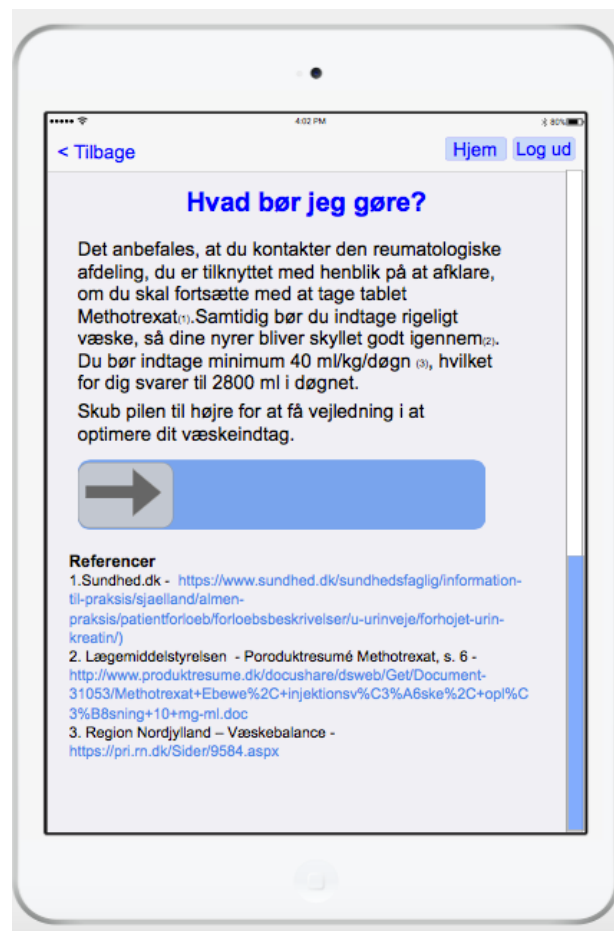 4:02 PM
80%
< Tilbage
Hjem
Log ud
Hvad bør jeg gøre?
Det anbefales, at du kontakter den reumatologiske
afdeling, du er tilknyttet med henblik på at afklare,
om du skal fortsætte med at tage tablet
Methotrexat(1).Samtidig bør du indtage rigeligt
væske, så dine nyrer bliver skyllet godt igennem(2).
Du bør indtage minimum 40 ml/kg/døgn (3), hvilket
for dig svarer til 2800 ml i døgnet.
Skub pilen til højre for at få vejledning i at
optimere dit væskeindtag.
Referencer
1.Sundhed.dk - https://www.sundhed.dk/sundhedsfaglig/information-
til-praksis/sjaelland/almen-
praksis/patientforloeb/forloebsbeskrivelser/u-urinveje/forhojet-urin-
kreatin/)
2. Lægemiddelstyrelsen - Poroduktresumé Methotrexat, s. 6 -
http://www.produktresume.dk/docushare/dsweb/Get/Document-
31053/Methotrexat+Ebewe%2C+injektionsv%C3%A6ske%2C+opl%C
3%B8sning+10+mg-ml.doc
3. Region Nordjylland – Væskebalance -
https://pri.rn.dk/Sider/9584.aspx